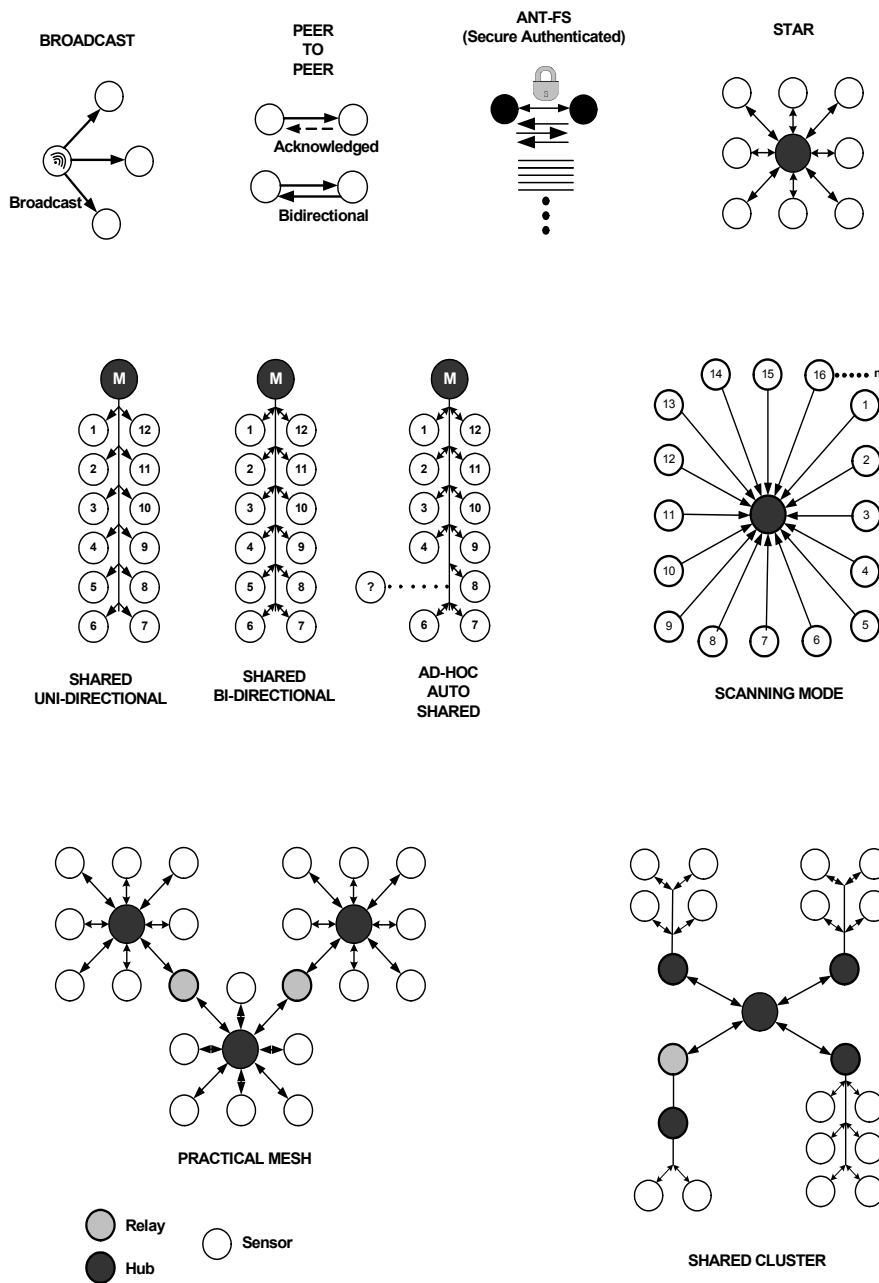 BROADCAST
Broadcast
PEER
TO
PEER
Acknowledged
Bidirectional
ANT-FS
(Secure Authenticated)
S
STAR
M
1 12
2 11
3 10
4 9
5 8
6 7
SHARED
UNI-DIRECTIONAL
M
1 12
2 11
3 10
4 9
5 8
6 7
SHARED
BI-DIRECTIONAL
M
1 12
2 11
3 10
4 9
? 8
6 7
AD-HOC
AUTO
SHARED
14 15 16 n
13 1
12 2
11 3
10 4
9 5
8 7 6
SCANNING MODE
PRACTICAL MESH
Relay
Sensor
Hub
SHARED CLUSTER